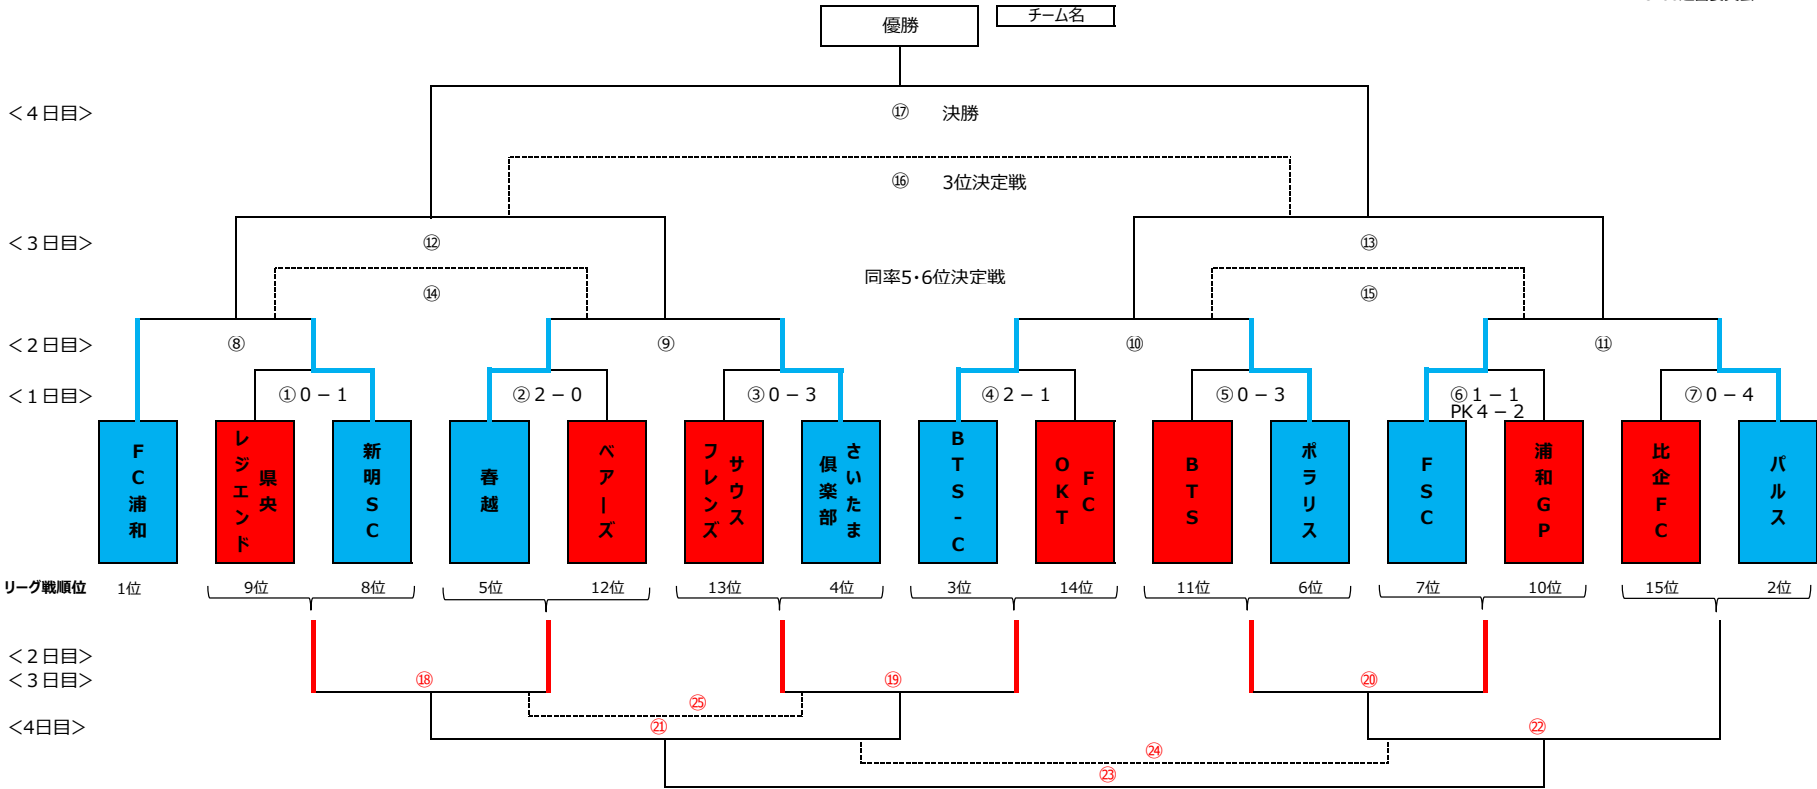 優勝
チーム名
＜４日目＞
⑰ 決勝
⑯ 3位決定戦
＜３日目＞
⑫
⑬
同率5・6位決定戦
⑭
⑮
＜２日目＞
⑧
⑨
⑩
⑪
＜１日目＞
①０－１
②２－０
③０－３
④２－１
⑤０－３
⑥１－１
PK４－２
⑦０－４
ＦＣ浦和
県央
レジェンド
新明ＳＣ
春越
ベアーズ
サウス
フレンズ
さいたま
倶楽部
ＢＴＳ-Ｃ
ＦＣ
ＯＫＴ
ＢＴＳ
ポラリス
ＦＳＣ
浦和ＧＰ
比企ＦＣ
パルス
リーグ戦順位
1位
9位
8位
5位
12位
13位
4位
3位
14位
11位
6位
7位
10位
15位
2位
＜２日目＞
＜３日目＞
⑱
⑲
⑳
㉕
＜4日目＞
㉑
㉒
㉔
㉓